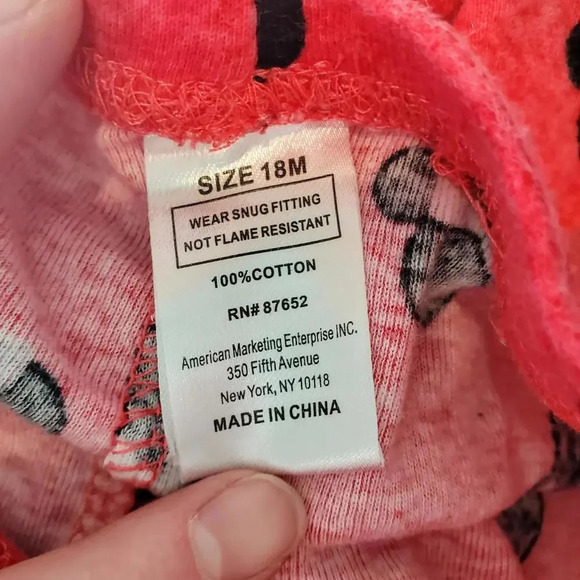 SIZE 18M
WEAR SNUG FITTING
NOT FLAME RESISTANT
100%COTTON
RN# 87652
American Marketing Enterprise INC.
350 Fifth Avenue
New York, NY 10118
MADE IN CHINA